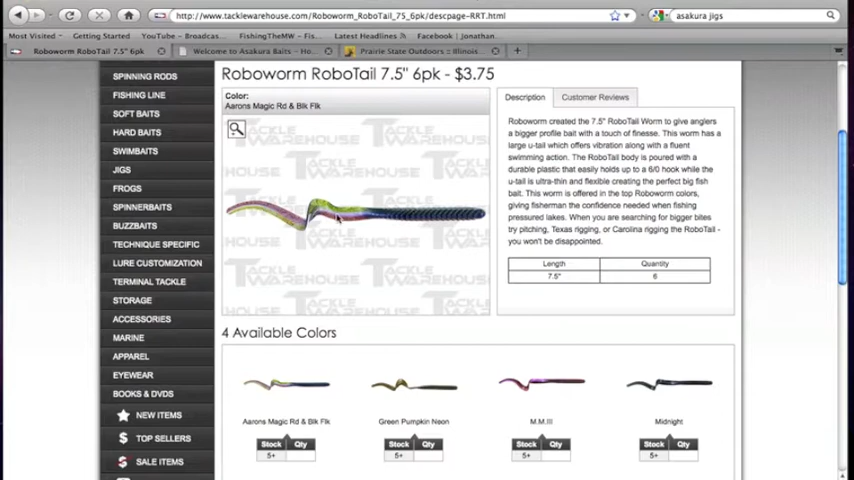 http://www.tacklewarehouse.com/Roboworm_RoboTail_75_6pk/descpage-RRT.html
asakura jigs
Most Visited
Getting Started
YouTube – Broadcas...
FishingTheMW – Fis...
Latest Headlines
Facebook | Jonathan...
Roboworm RoboTail 7.5" 6pk
Welcome to Asakura Baits – Ho...
Prairie State Outdoors :: Illinois...
SPINNING RODS
FISHING LINE
SOFT BAITS
HARD BAITS
SWIMBAITS
JIGS
FROGS
SPINNERBAITS
BUZZBAITS
TECHNIQUE SPECIFIC
LURE CUSTOMIZATION
TERMINAL TACKLE
STORAGE
ACCESSORIES
MARINE
APPAREL
EYEWEAR
BOOKS & DVDS
NEW ITEMS
$ TOP SELLERS
SALE ITEMS
Roboworm RoboTail 7.5" 6pk - $3.75
Color:
Aarons Magic Rd & Blk Flk
TACKLE WAREHOUSE
Description
Customer Reviews
Roboworm created the 7.5" RoboTail Worm to give anglers
a bigger profile bait with a touch of finesse. This worm has a
large u-tail which offers vibration along with a fluent
swimming action. The RoboTail body is poured with a
durable plastic that easily holds up to a 6/0 hook while the
u-tail is ultra-thin and flexible creating the perfect big fish
bait. This worm is offered in the top Roboworm colors,
giving fisherman the confidence needed when fishing
pressured lakes. When you are searching for bigger bites
try pitching, Texas rigging, or Carolina rigging the RoboTail -
you won't be disappointed.
Length Quantity
7.5" 6
4 Available Colors
Aarons Magic Rd & Blk Flk
Green Pumpkin Neon
M.M.III
Midnight
Stock Qty
5+
Stock Qty
5+
Stock Qty
5+
Stock Qty
5+